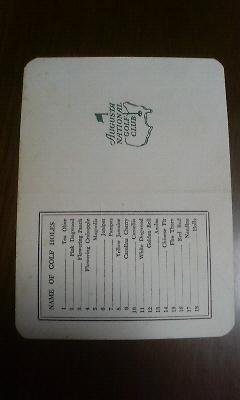 AUGUSTA
NATIONAL
GOLF
CLUB
NAME OF GOLF HOLES
1 Tea Olive
2 Pink Dogwood
3 Flowering Peach
4 Flowering Crabapple
5 Magnolia
6 Juniper
7 Pampas
8 Yellow Jasmine
9 Carolina Cherry
10 Camellia
11 White Dogwood
12 Golden Bell
13 Azalea
14 Chinese Fir
15 Fire Thorn
16 Red Bud
17 Nandina
18 Holly